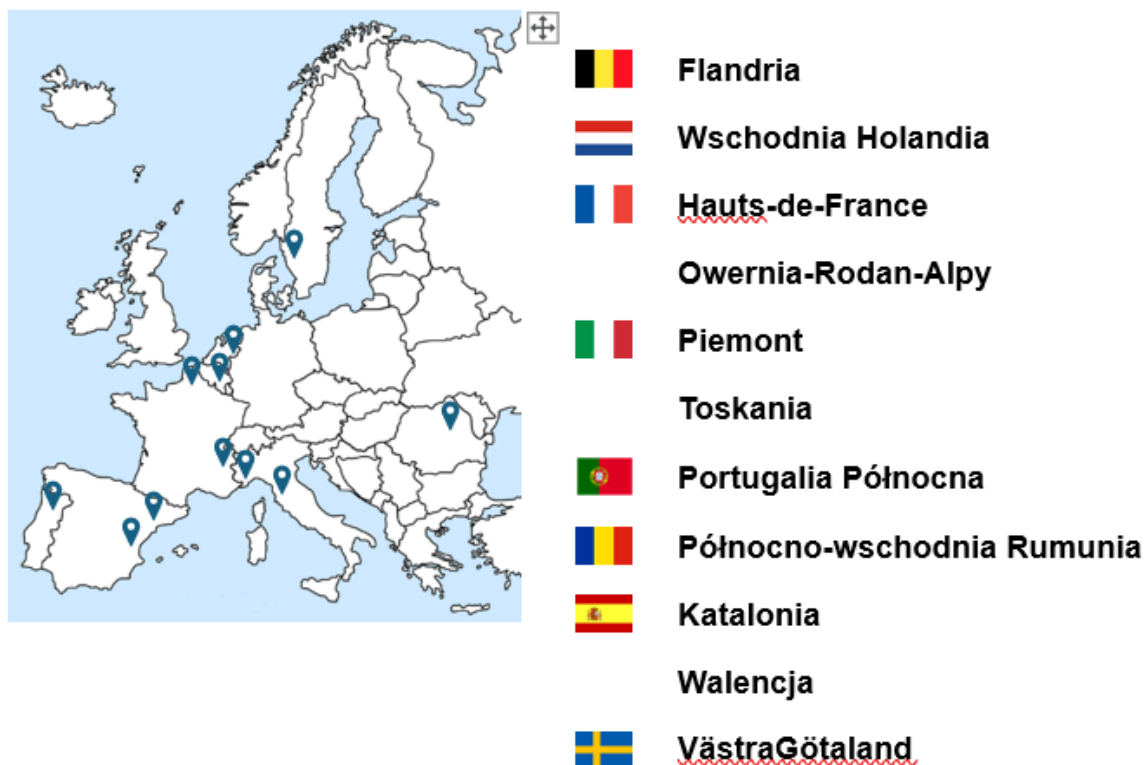 Flandria
Wschodnia Holandia
Hauts-de-France
Owernia-Rodan-Alpy
Piemont
Toskania
Portugalia Północna
Północno-wschodnia Rumunia
Katalonia
Walencja
VästraGötaland